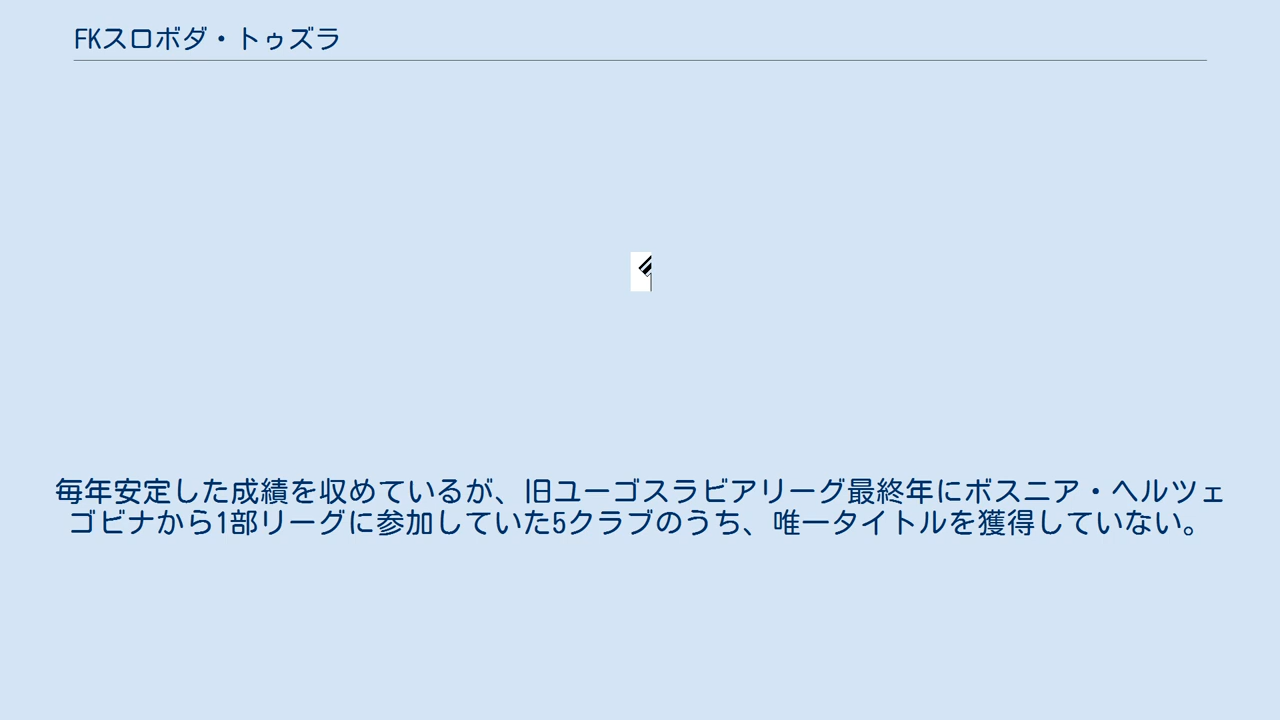 FKスロボダ・トゥズラ
毎年安定した成績を収めているが、旧ユーゴスラビアリーグ最終年にボスニア・ヘルツェ
ゴビナから1部リーグに参加していた5クラブのうち、唯一タイトルを獲得していない。